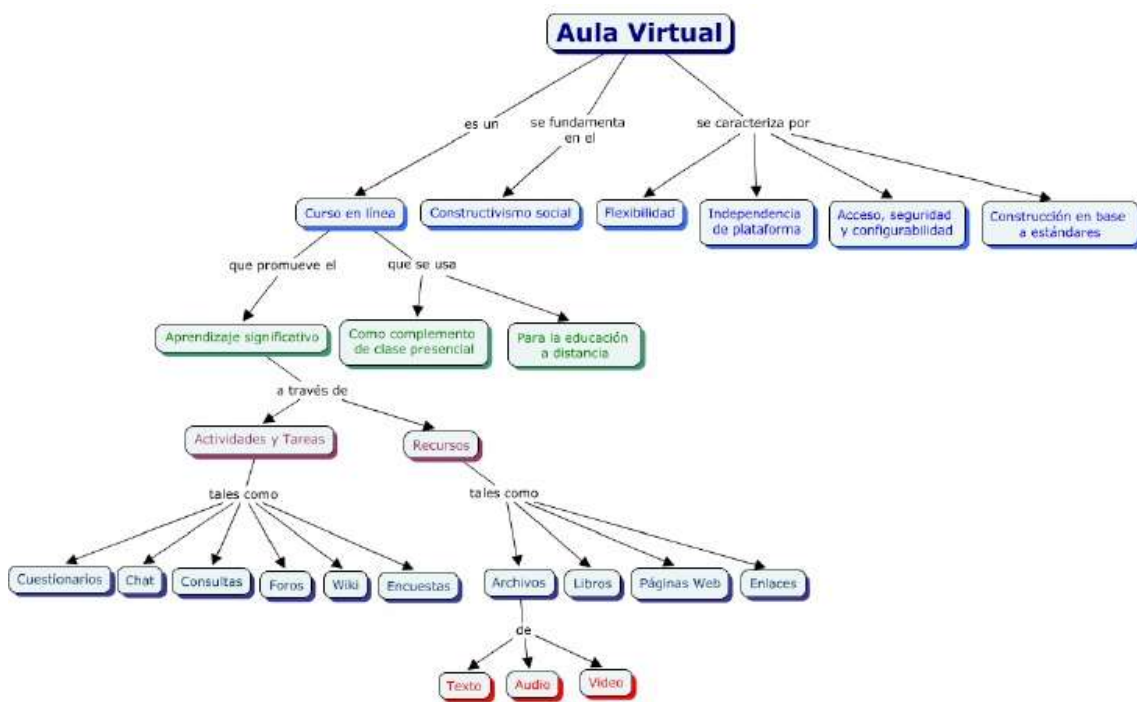 Aula Virtual
es un
se fundamenta
en el
se caracteriza por
Curso en línea
Constructivismo social
Flexibilidad
Independencia
de plataforma
Acceso, seguridad
y configurabilidad
Construcción en base
a estándares
que promueve el
que se usa
Aprendizaje significativo
Como complemento
de clase presencial
Para la educación
a distancia
a través de
Actividades y Tareas
Recursos
tales como
tales como
Cuestionarios
Chat
Consultas
Foros
Wiki
Encuestas
Archivos
Libros
Páginas Web
Enlaces
de
Texto
Audio
Vídeo